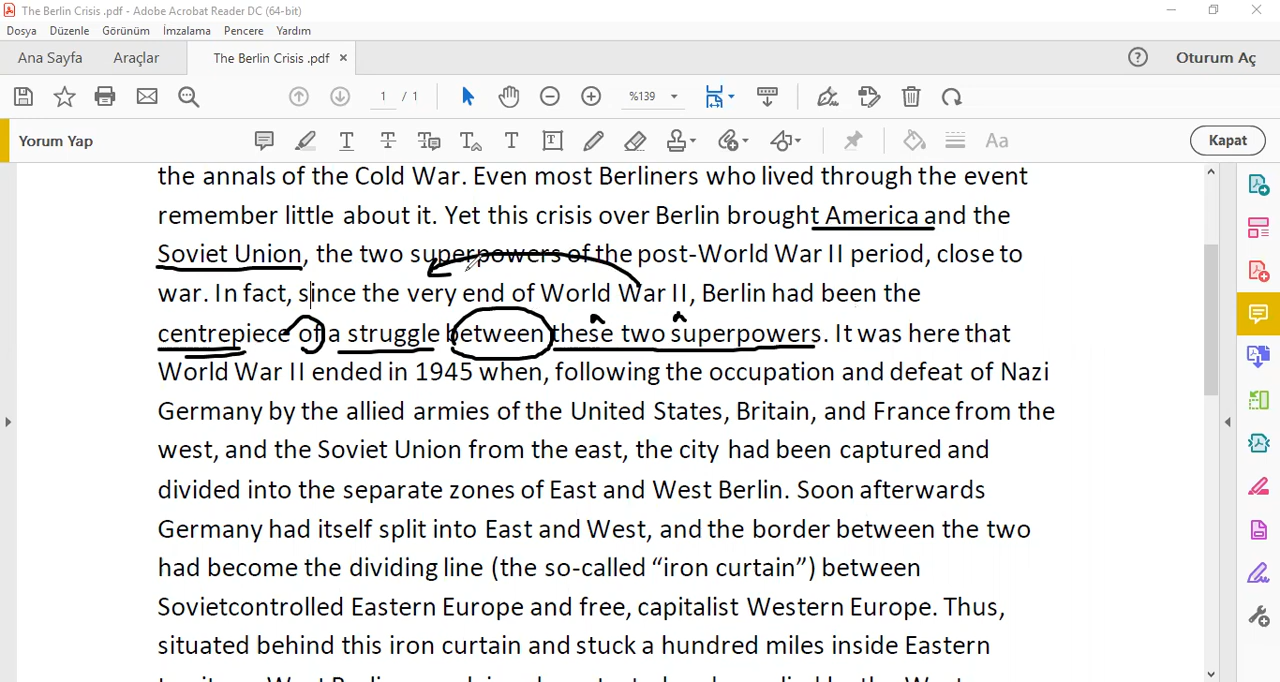 The Berlin Crisis .pdf - Adobe Acrobat Reader DC (64-bit)
Dosya Düzenle Görünüm İmzalama Pencere Yardım
Ana Sayfa Araçlar The Berlin Crisis .pdf × ? Oturum Aç
1 / 1 %139
Yorum Yap Aa Kapat
the annals of the Cold War. Even most Berliners who lived through the event
remember little about it. Yet this crisis over Berlin brought America and the
Soviet Union, the two superpowers of the post-World War II period, close to
war. In fact, since the very end of World War II, Berlin had been the
centrepiece of a struggle between these two superpowers. It was here that
World War II ended in 1945 when, following the occupation and defeat of Nazi
Germany by the allied armies of the United States, Britain, and France from the
west, and the Soviet Union from the east, the city had been captured and
divided into the separate zones of East and West Berlin. Soon afterwards
Germany had itself split into East and West, and the border between the two
had become the dividing line (the so-called “iron curtain”) between
Sovietcontrolled Eastern Europe and free, capitalist Western Europe. Thus,
situated behind this iron curtain and stuck a hundred miles inside Eastern